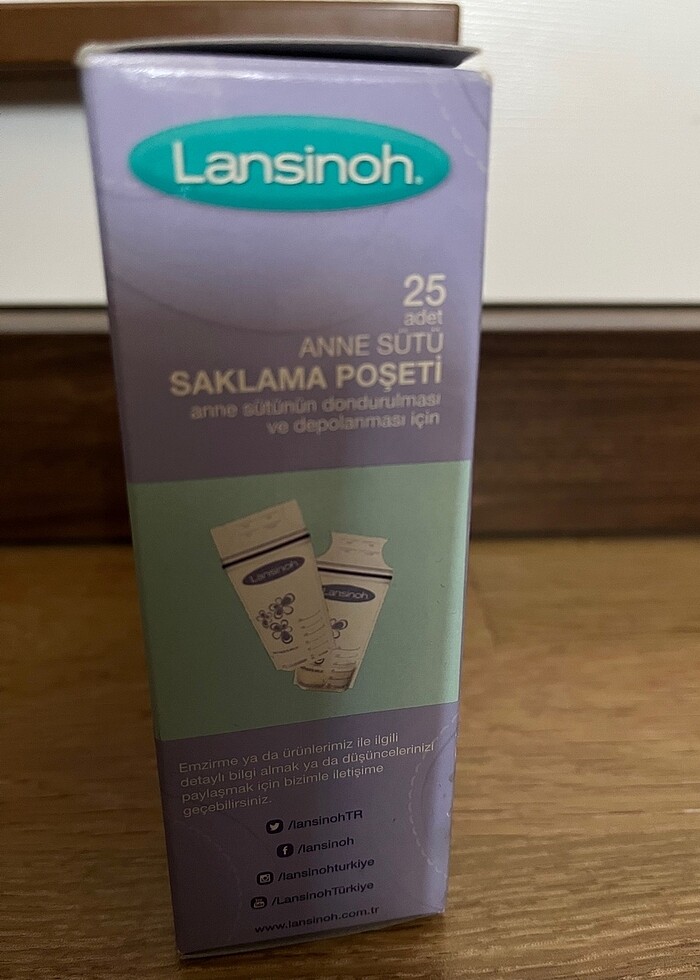 Lansinoh.
25
adet
ANNE SÜTÜ
SAKLAMA POŞETİ
anne sütünün dondurulması
ve depolanması için
Lansinoh
Lansinoh
Emzirme ya da ürünlerimiz ile ilgili
detaylı bilgi almak ya da düşüncelerinizi
paylaşmak için bizimle iletişime
geçebilirsiniz.
/lansinohTR
/lansinoh
/lansinohturkiye
/LansinohTürkiye
www.lansinoh.com.tr